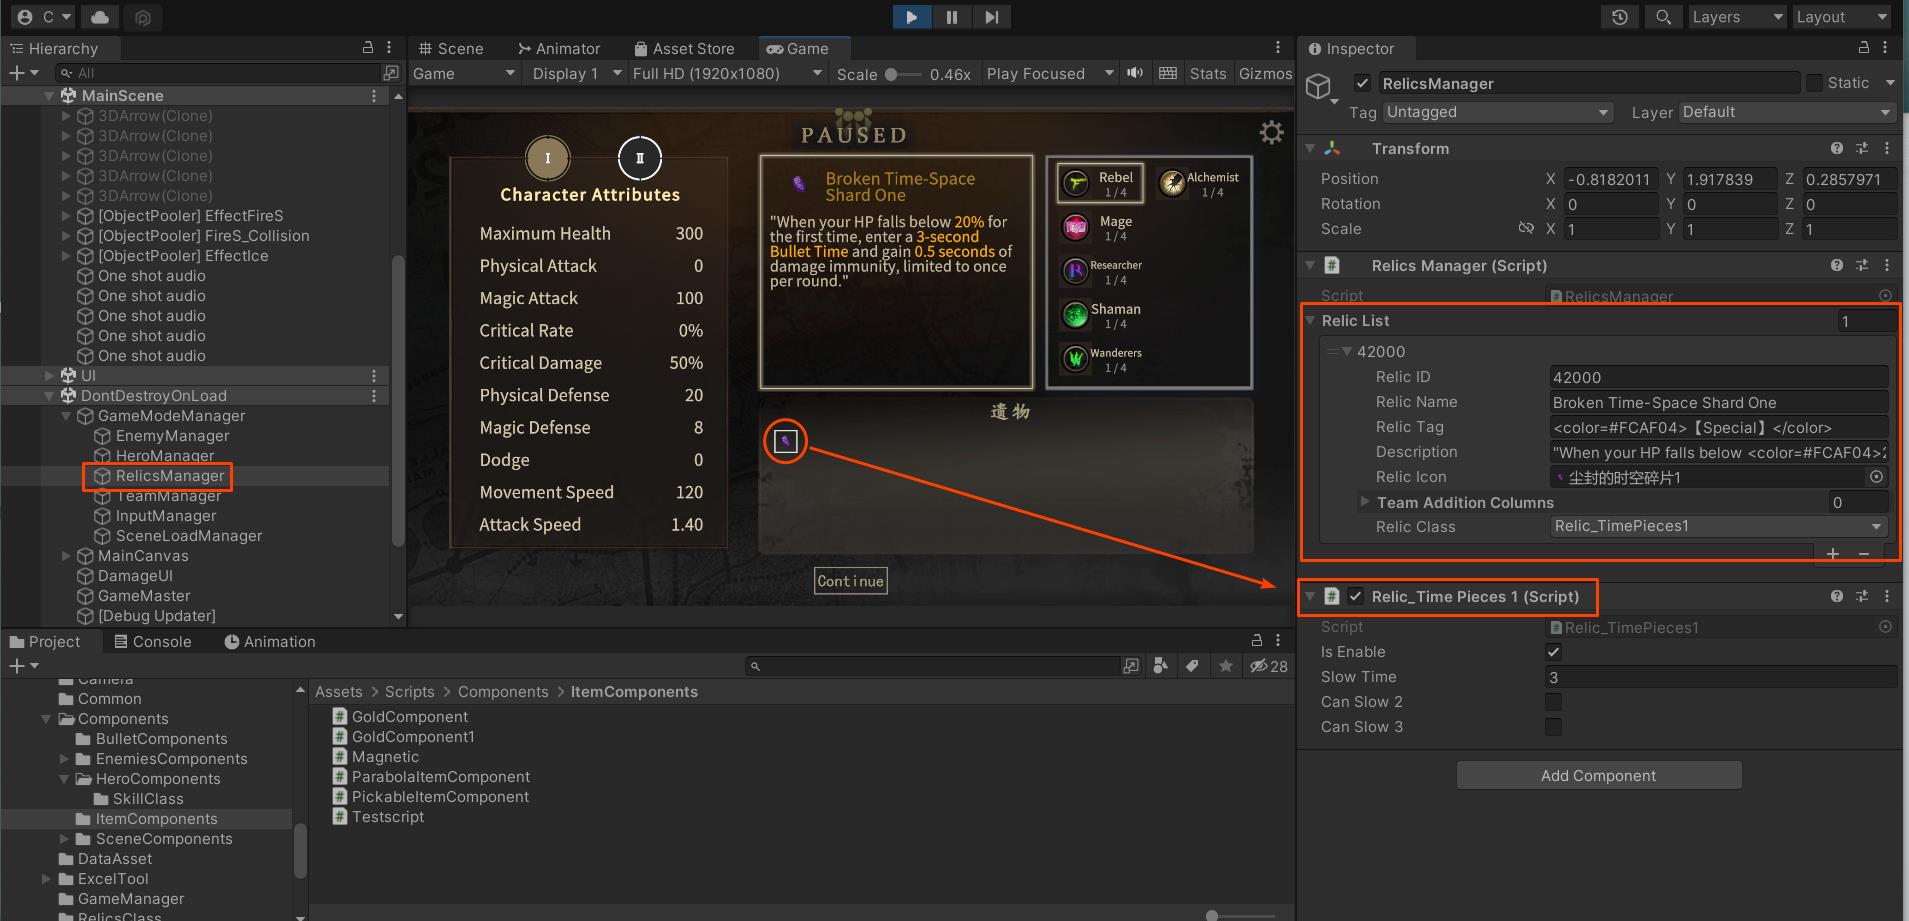 C
Layers
Layout
Hierarchy
All
MainScene
3DArrow(Clone)
3DArrow(Clone)
3DArrow(Clone)
3DArrow(Clone)
3DArrow(Clone)
[ObjectPooler] EffectFireS
[ObjectPooler] FireS_Collision
[ObjectPooler] EffectIce
One shot audio
One shot audio
One shot audio
One shot audio
One shot audio
UI
DontDestroyOnLoad
GameModeManager
EnemyManager
HeroManager
RelicsManager
TeamManager
InputManager
SceneLoadManager
MainCanvas
DamageUI
GameMaster
[Debug Updater]
Scene
Animator
Asset Store
Game
Game
Display 1
Full HD (1920x1080)
Scale
0.46x
Play Focused
Stats
Gizmos
PAUSED
I
II
Character Attributes
Maximum Health 300
Physical Attack 0
Magic Attack 100
Critical Rate 0%
Critical Damage 50%
Physical Defense 20
Magic Defense 8
Dodge 0
Movement Speed 120
Attack Speed 1.40
Broken Time-Space
Shard One
"When your HP falls below 20% for
the first time, enter a 3-second
Bullet Time and gain 0.5 seconds of
damage immunity, limited to once
per round."
Rebel
1/4
Alchemist
1/4
Mage
1/4
Researcher
1/4
Shaman
1/4
Wanderers
1/4
遺物
Continue
Inspector
RelicsManager
Static
Tag Untagged
Layer Default
Transform
Position X -0.8182011 Y 1.917839 Z 0.2857971
Rotation X 0 Y 0 Z 0
Scale X 1 Y 1 Z 1
# Relics Manager (Script)
Script # RelicsManager
Relic List 1
42000
Relic ID 42000
Relic Name Broken Time-Space Shard One
Relic Tag <color=#FCAF04>【Special】</color>
Description "When your HP falls below <color=#FCAF04>2
Relic Icon 尘封的时空碎片1
Team Addition Columns 0
Relic Class Relic_TimePieces1
+ −
# Relic_Time Pieces 1 (Script)
Script # Relic_TimePieces1
Is Enable
Slow Time 3
Can Slow 2
Can Slow 3
Add Component
Project
Console
Animation
28
Camera
Common
Components
BulletComponents
EnemiesComponents
HeroComponents
SkillClass
ItemComponents
SceneComponents
DataAsset
ExcelTool
GameManager
RelicsClass
Assets > Scripts > Components > ItemComponents
# GoldComponent
# GoldComponent1
# Magnetic
# ParabolaItemComponent
# PickableItemComponent
# Testscript